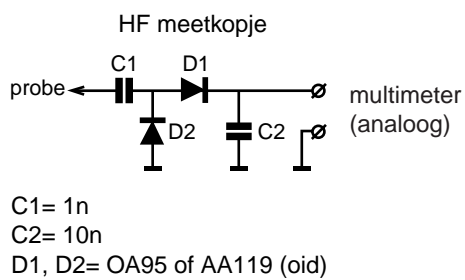 HF meetkopje
C1 D1
probe
D2
C2
multimeter
(analoog)
C1= 1n
C2= 10n
D1, D2= OA95 of AA119 (oid)